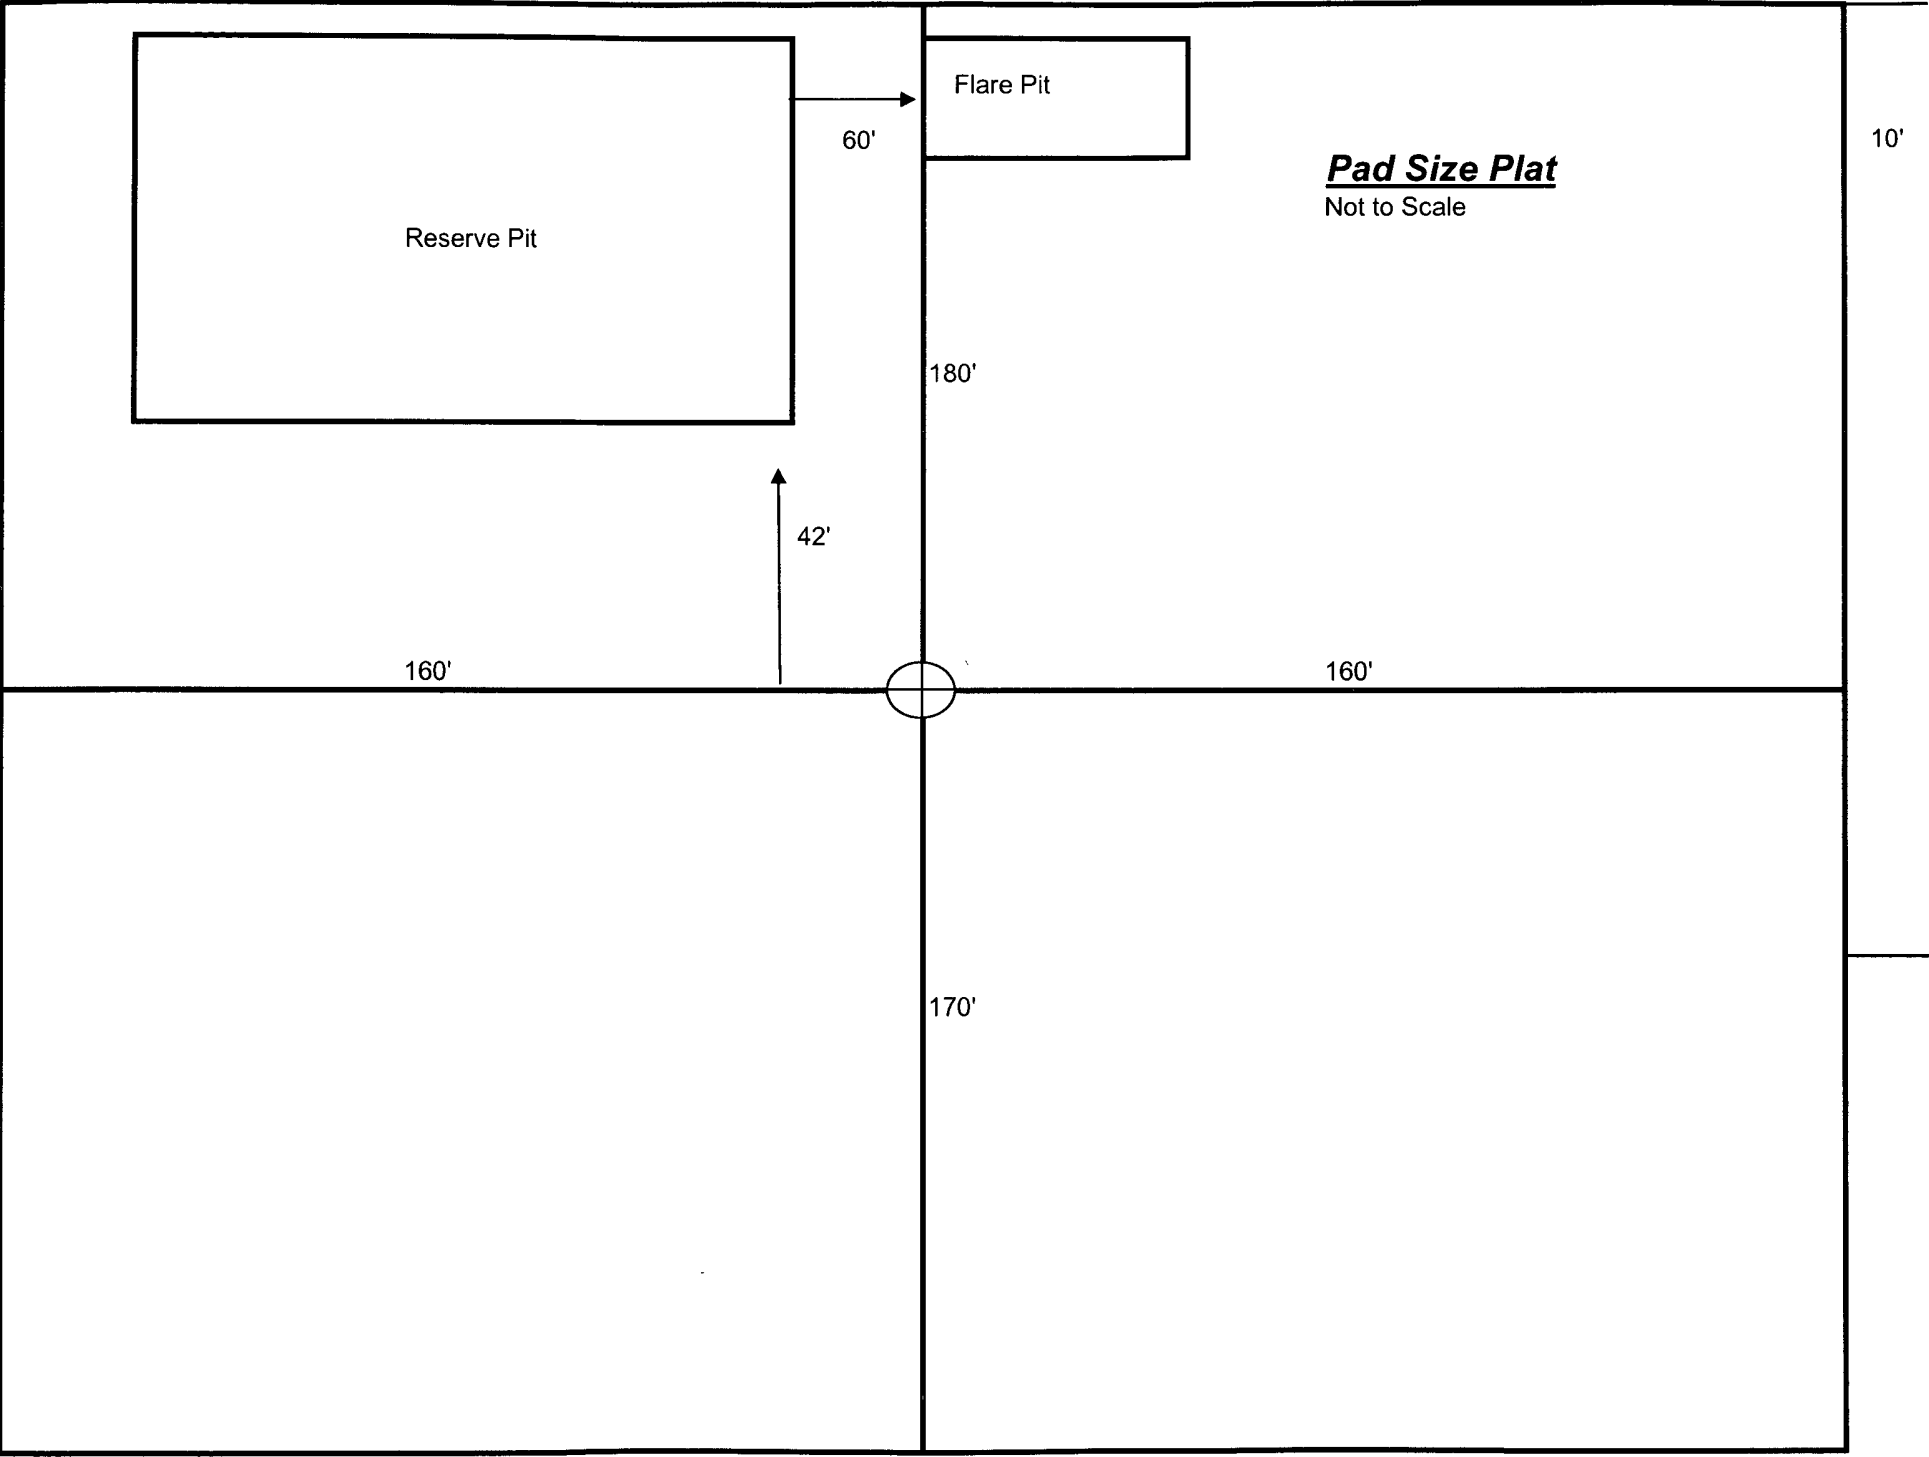 Flare Pit
60'
10'
Pad Size Plat
Not to Scale
Reserve Pit
180'
42'
160'
160'
170'